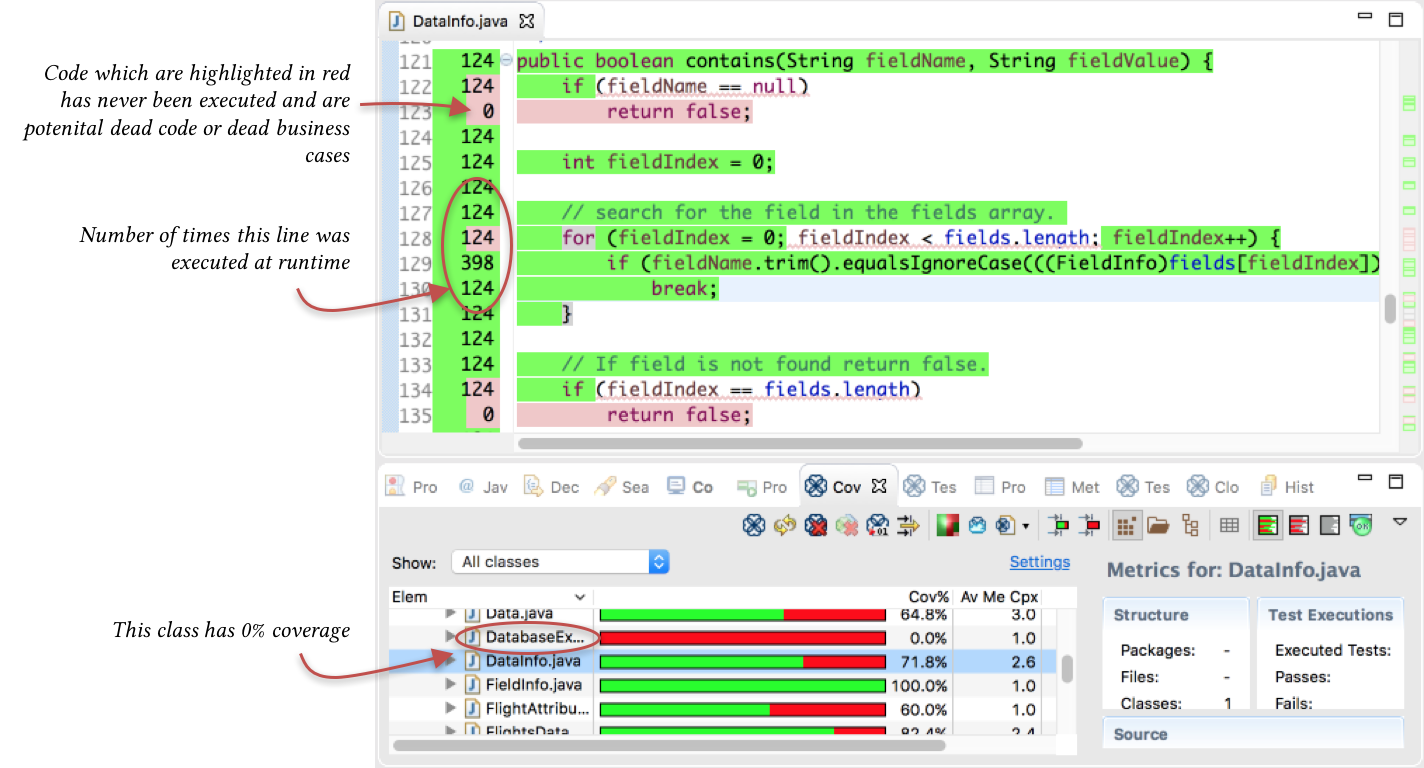 DataInfo.java
Code which are highlighted in red
has never been executed and are
potenital dead code or dead business
cases
Number of times this line was
executed at runtime
This class has 0% coverage
121 124 public boolean contains(String fieldName, String fieldValue) {
122 124 if (fieldName == null)
123 0 return false;
124 124
125 124 int fieldIndex = 0;
126 124
127 124 // search for the field in the fields array.
128 124 for (fieldIndex = 0; fieldIndex < fields.length; fieldIndex++) {
129 398 if (fieldName.trim().equalsIgnoreCase(((FieldInfo)fields[fieldIndex])
130 124 break;
131 124 }
132 124
133 124 // If field is not found return false.
134 124 if (fieldIndex == fields.length)
135 0 return false;
Pro @ Jav Dec Sea Co Pro Cov Tes Pro Met Tes Clo Hist
Show: All classes Settings
Elem Cov% Av Me Cpx
Data.java 64.8% 3.0
DatabaseEx... 0.0% 1.0
DataInfo.java 71.8% 2.6
FieldInfo.java 100.0% 1.0
FlightAttribu... 60.0% 1.0
FlightsData 82.4% 2.4
Metrics for: DataInfo.java
Structure
Packages: -
Files: -
Classes: 1
Test Executions
Executed Tests:
Passes:
Fails:
Source